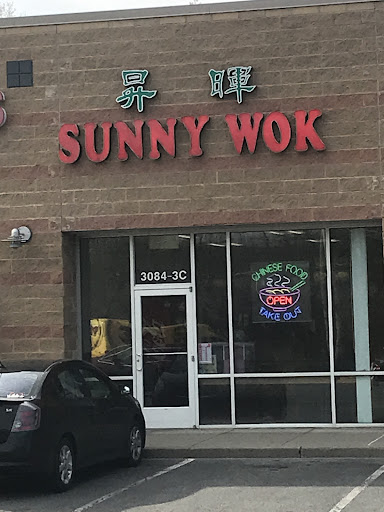 昇暉
SUNNY WOK
3084-3C
CHINESE FOOD
OPEN
TAKE OUT